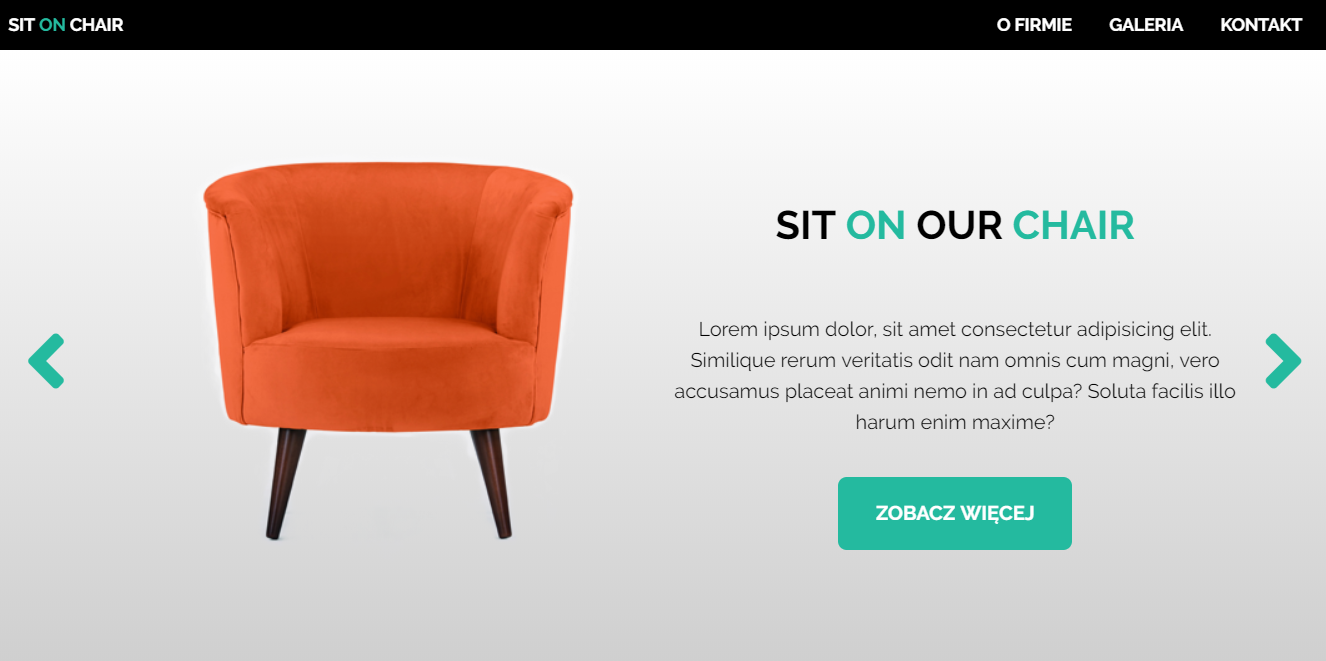 SIT ON CHAIR
O FIRMIE GALERIA KONTAKT
SIT ON OUR CHAIR
Lorem ipsum dolor, sit amet consectetur adipisicing elit.
Similique rerum veritatis odit nam omnis cum magni, vero
accusamus placeat animi nemo in ad culpa? Soluta facilis illo
harum enim maxime?
ZOBACZ WIĘCEJ